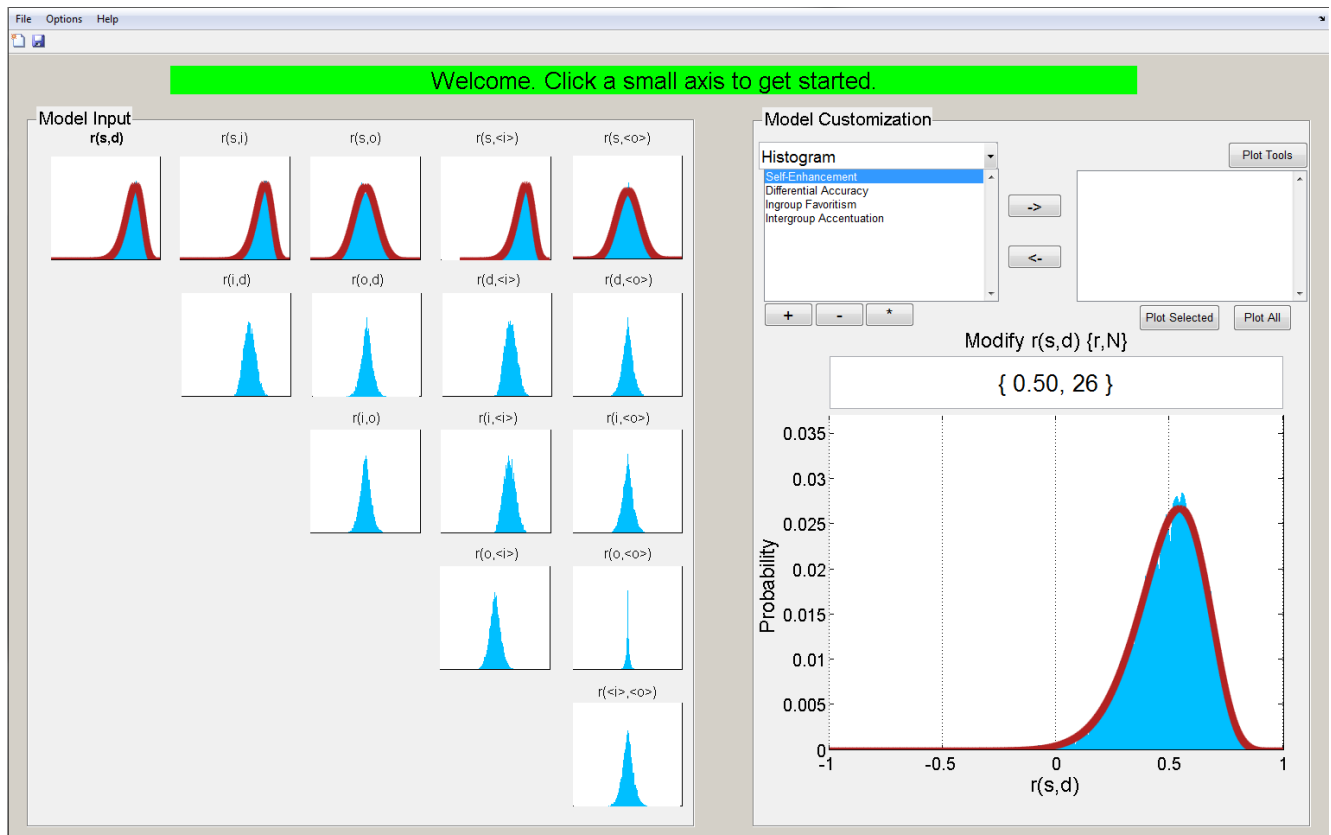 File Options Help
Welcome. Click a small axis to get started.
Model Input
r(s,d) r(s,i) r(s,o) r(s,<i>) r(s,<o>)
r(i,d) r(o,d) r(d,<i>) r(d,<o>)
r(i,o) r(i,<i>) r(i,<o>)
r(o,<i>) r(o,<o>)
r(<i>,<o>)
Model Customization
Histogram
Plot Tools
Self-Enhancement
Differential Accuracy
Ingroup Favoritism
Intergroup Accentuation
->
<-
+ - *
Plot Selected Plot All
Modify r(s,d) {r,N}
{ 0.50, 26 }
0.035
0.03
0.025
0.02
0.015
0.01
0.005
0
Probability
-1 -0.5 0 0.5 1
r(s,d)